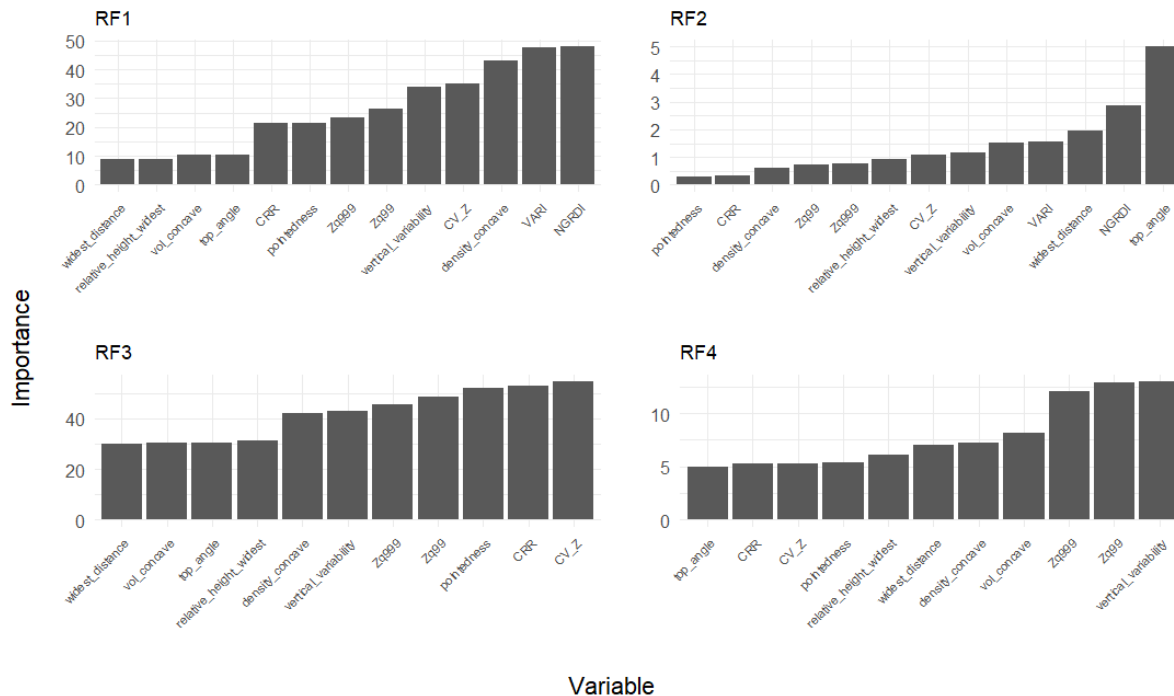 RF1
50
40
30
20
10
0
widest_distance
relative_height_widest
vol_concave
top_angle
CRR
pointedness
Zq999
Zq99
vertical_variability
CV_Z
density_concave
VARI
NGRDI
RF2
5
4
3
2
1
0
pointedness
CRR
density_concave
Zq99
Zq999
relative_height_widest
CV_Z
vertical_variability
vol_concave
VARI
widest_distance
NGRDI
top_angle
Importance
RF3
40
20
0
widest_distance
vol_concave
top_angle
relative_height_widest
density_concave
vertical_variability
Zq999
Zq99
pointedness
CRR
CV_Z
RF4
10
5
0
top_angle
CRR
CV_Z
pointedness
relative_height_widest
widest_distance
density_concave
vol_concave
Zq999
Zq99
vertical_variability
Variable